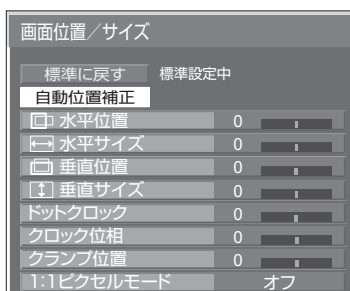 画面位置／サイズ
標準に戻す 標準設定中
自動位置補正
水平位置 0
水平サイズ 0
垂直位置 0
垂直サイズ 0
ドットクロック 0
クロック位相 0
クランプ位置 0
1:1ピクセルモード オフ